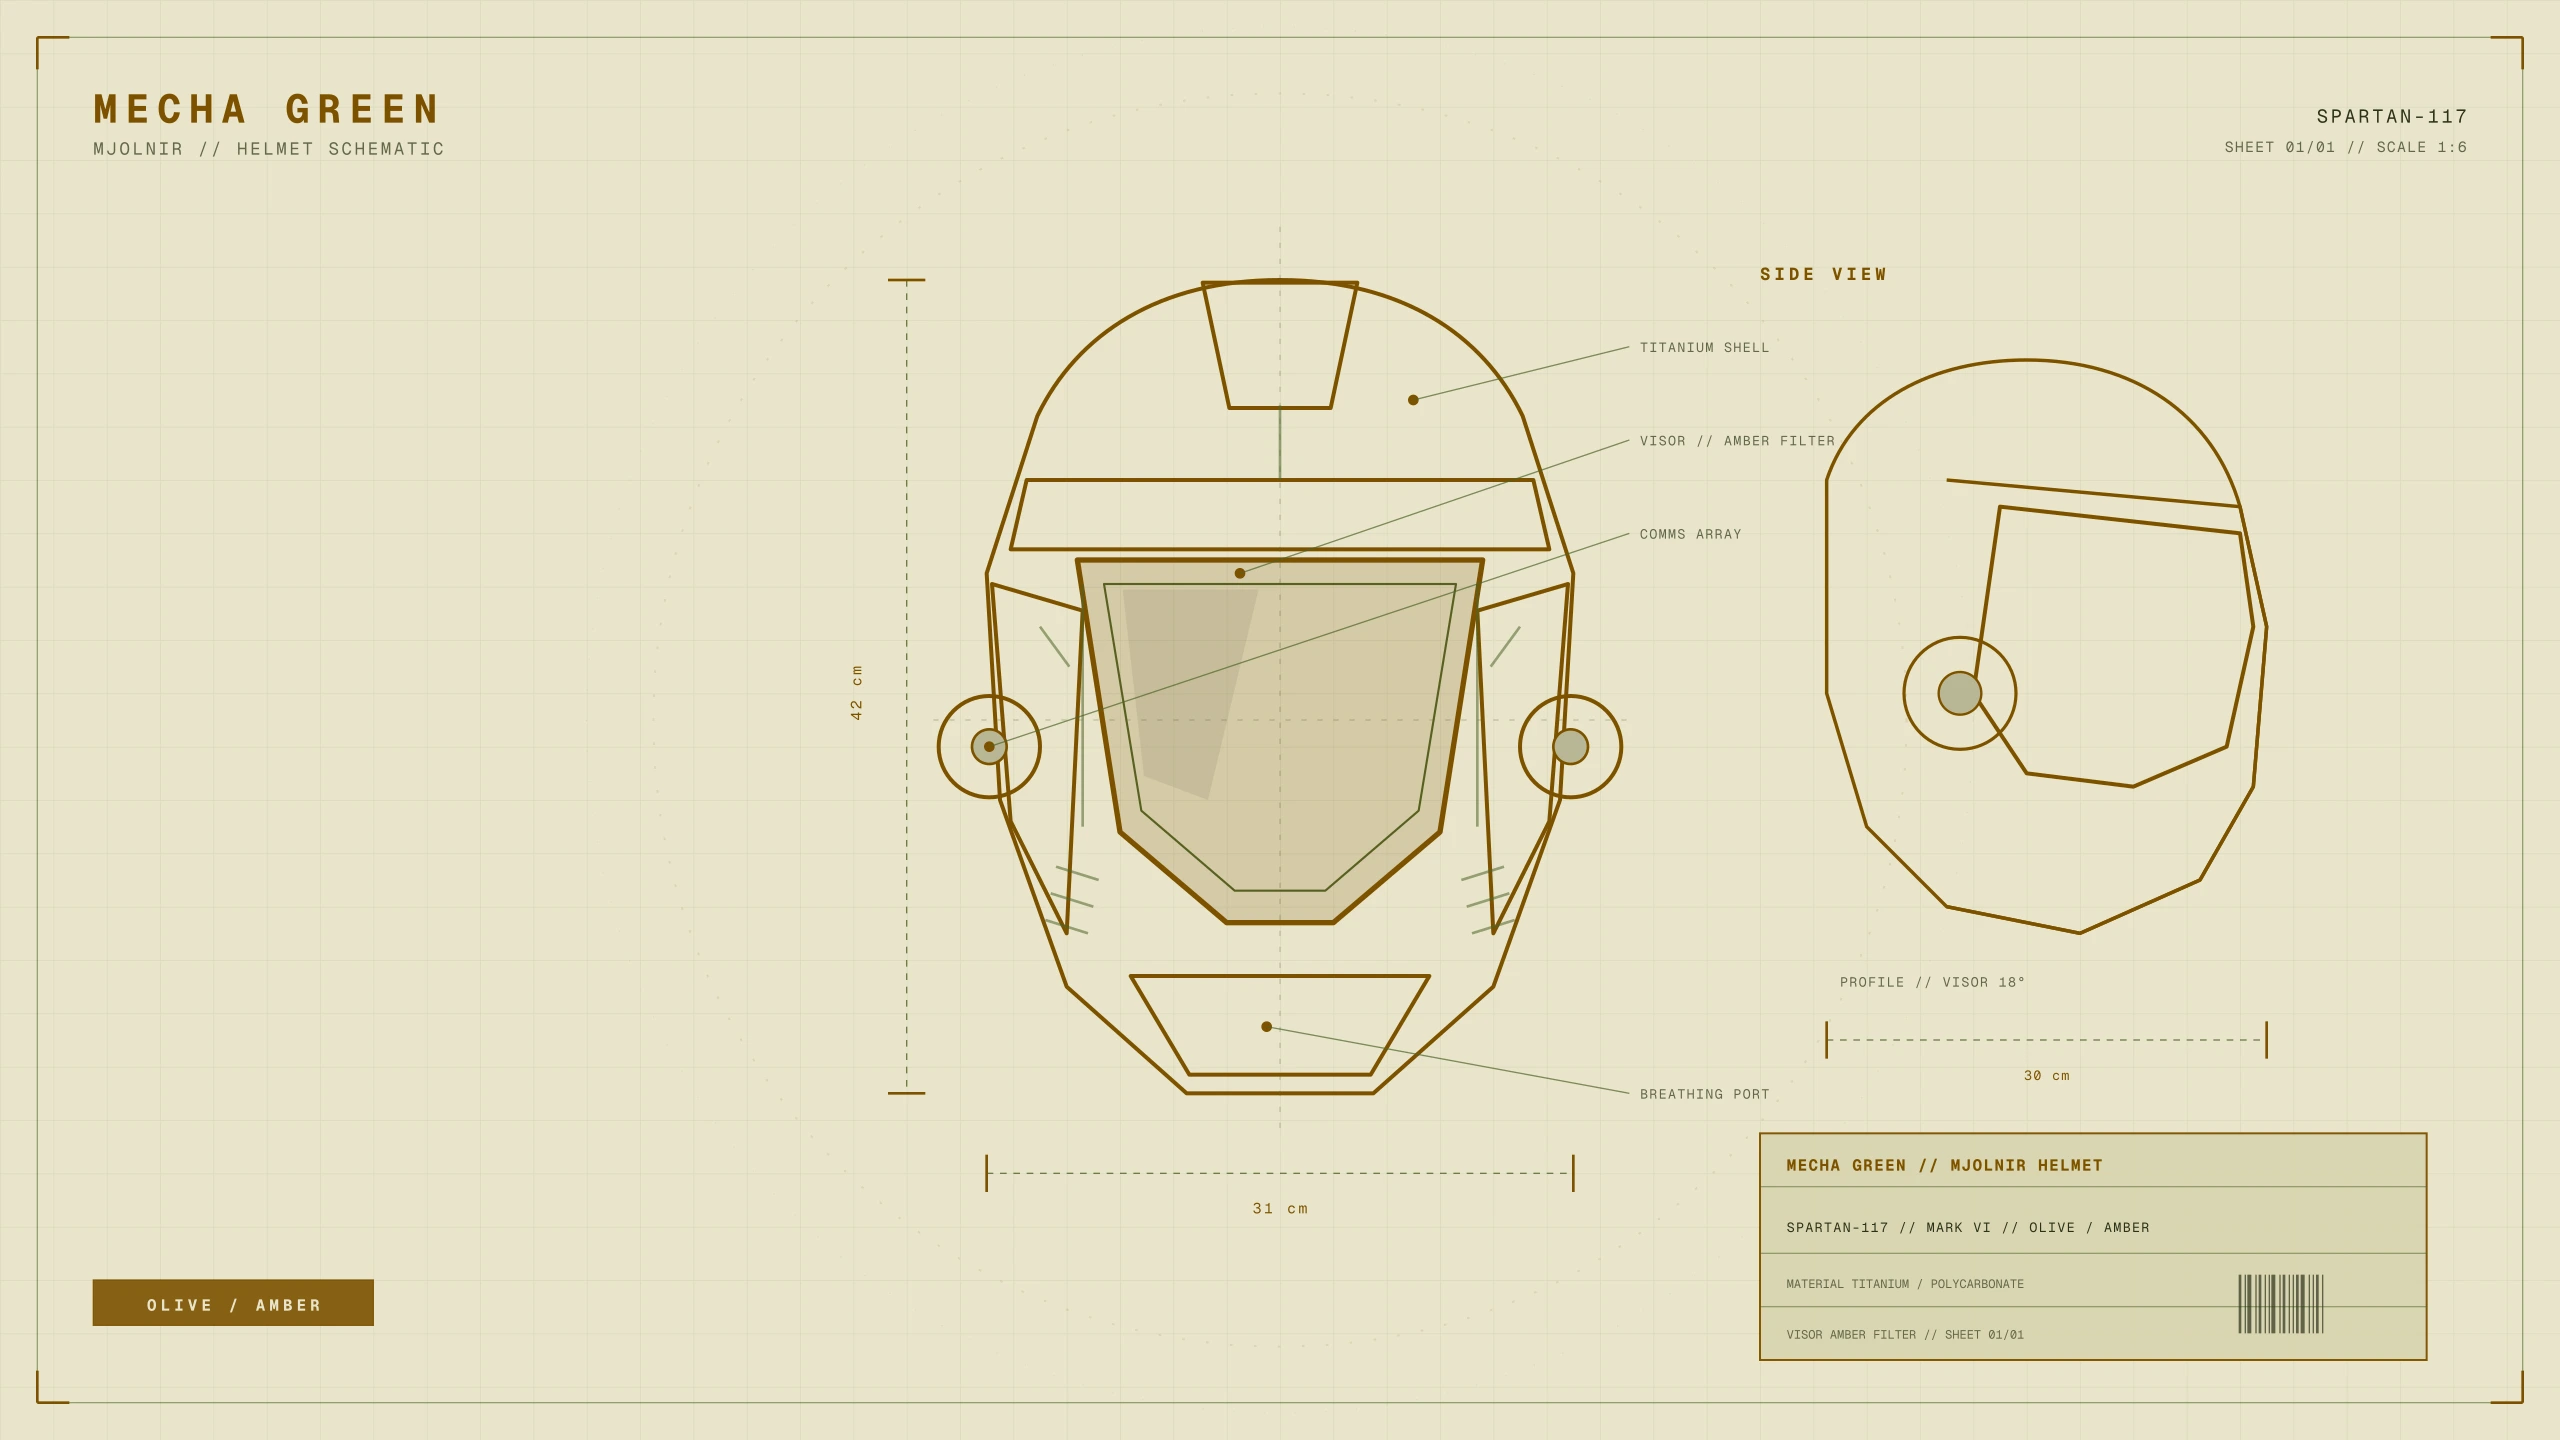 MECHA GREEN
MJOLNIR // HELMET SCHEMATIC
SPARTAN-117
SHEET 01/01 // SCALE 1:6
SIDE VIEW
TITANIUM SHELL
VISOR // AMBER FILTER
COMMS ARRAY
42 cm
PROFILE // VISOR 18°
30 cm
BREATHING PORT
31 cm
MECHA GREEN // MJOLNIR HELMET
SPARTAN-117 // MARK VI // OLIVE / AMBER
MATERIAL TITANIUM / POLYCARBONATE
VISOR AMBER FILTER // SHEET 01/01
OLIVE / AMBER